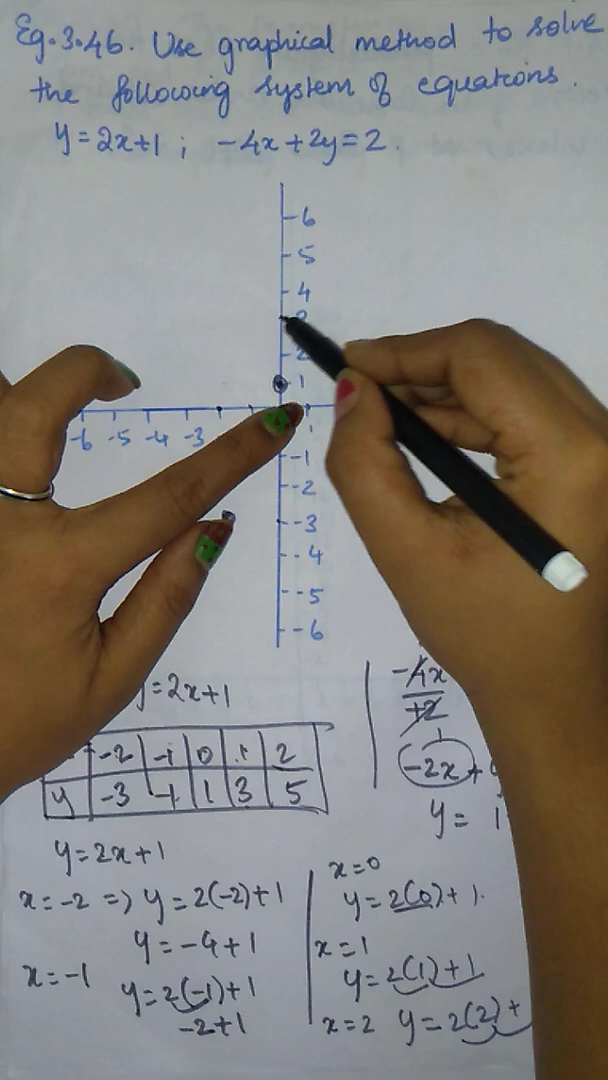 Eg.3.46. Use graphical method to solve
the following system of equations.
y=2x+1 ; -4x+2y=2.
6
5
4
2
1
-6 -5 -4 -3
1
-1
-2
-3
-4
-5
-6
y=2x+1
-2 -1 0 1 2
y -3 -1 1 3 5
-4x
+2
-2x+
y= 1
y=2x+1
x=-2 => y=2(-2)+1
y=-4+1
x=-1
y=2(-1)+1
-2+1
x=0
y=2(0)+1.
x=1
y=2(1)+1
x=2 y=2(2)+